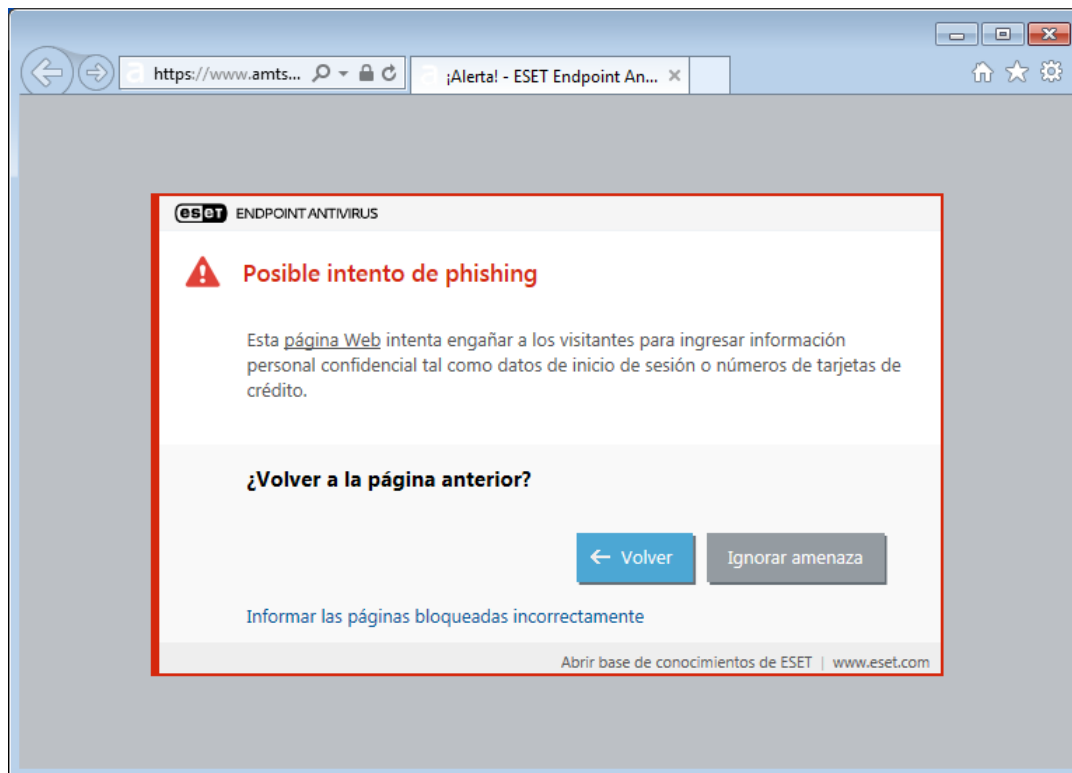 https://www.amts...
¡Alerta! - ESET Endpoint An...
eset ENDPOINT ANTIVIRUS
Posible intento de phishing
Esta página Web intenta engañar a los visitantes para ingresar información
personal confidencial tal como datos de inicio de sesión o números de tarjetas de
crédito.
¿Volver a la página anterior?
Volver
Ignorar amenaza
Informar las páginas bloqueadas incorrectamente
Abrir base de conocimientos de ESET | www.eset.com